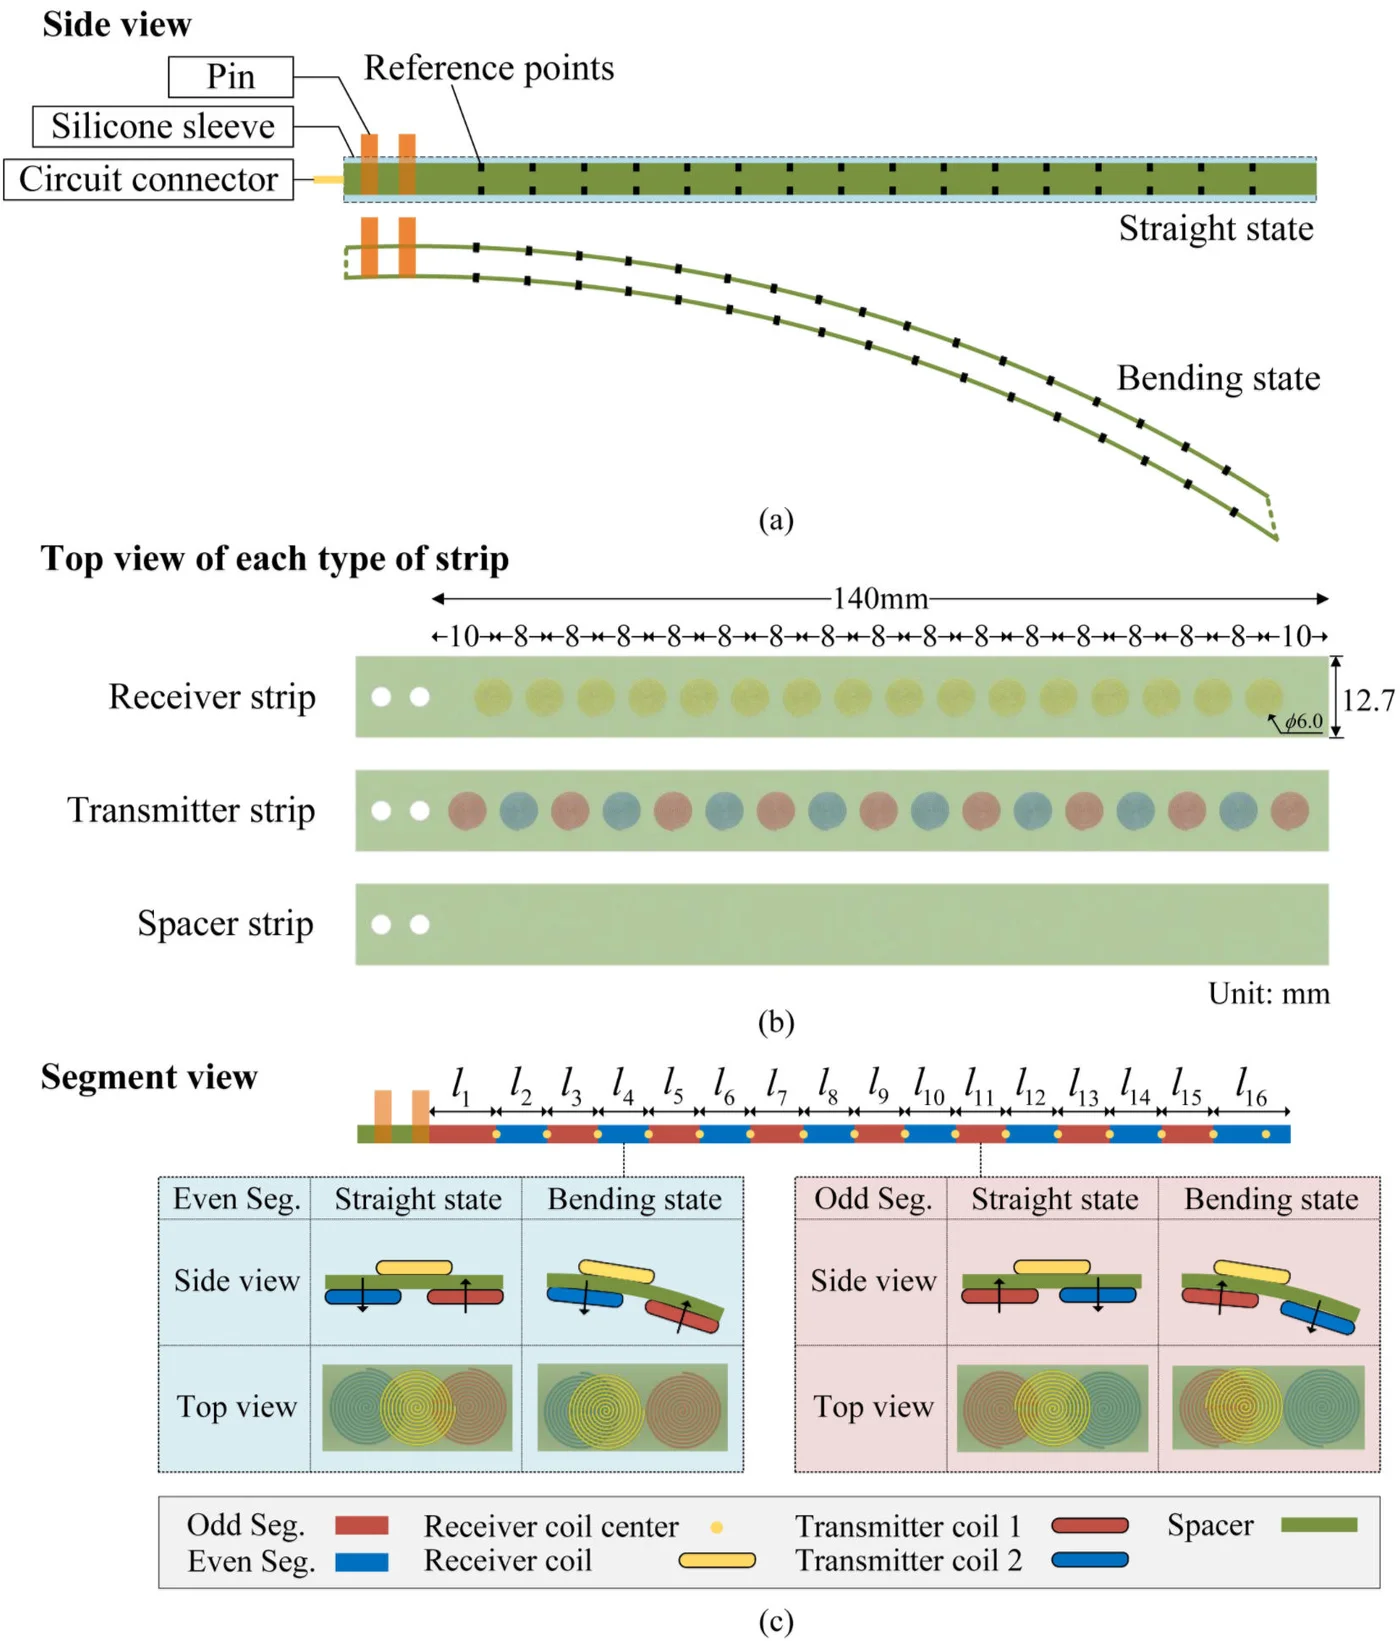 Side view
Pin
Reference points
Silicone sleeve
Circuit connector
Straight state
Bending state
(a)
Top view of each type of strip
140mm
10 8 8 8 8 8 8 8 8 8 8 8 8 8 8 8 10
Receiver strip
12.7
ϕ6.0
Transmitter strip
Spacer strip
Unit: mm
(b)
Segment view
l1 l2 l3 l4 l5 l6 l7 l8 l9 l10 l11 l12 l13 l14 l15 l16
Even Seg. Straight state Bending state
Side view
Top view
Odd Seg. Straight state Bending state
Side view
Top view
Odd Seg. Receiver coil center Transmitter coil 1 Spacer
Even Seg. Receiver coil Transmitter coil 2
(c)